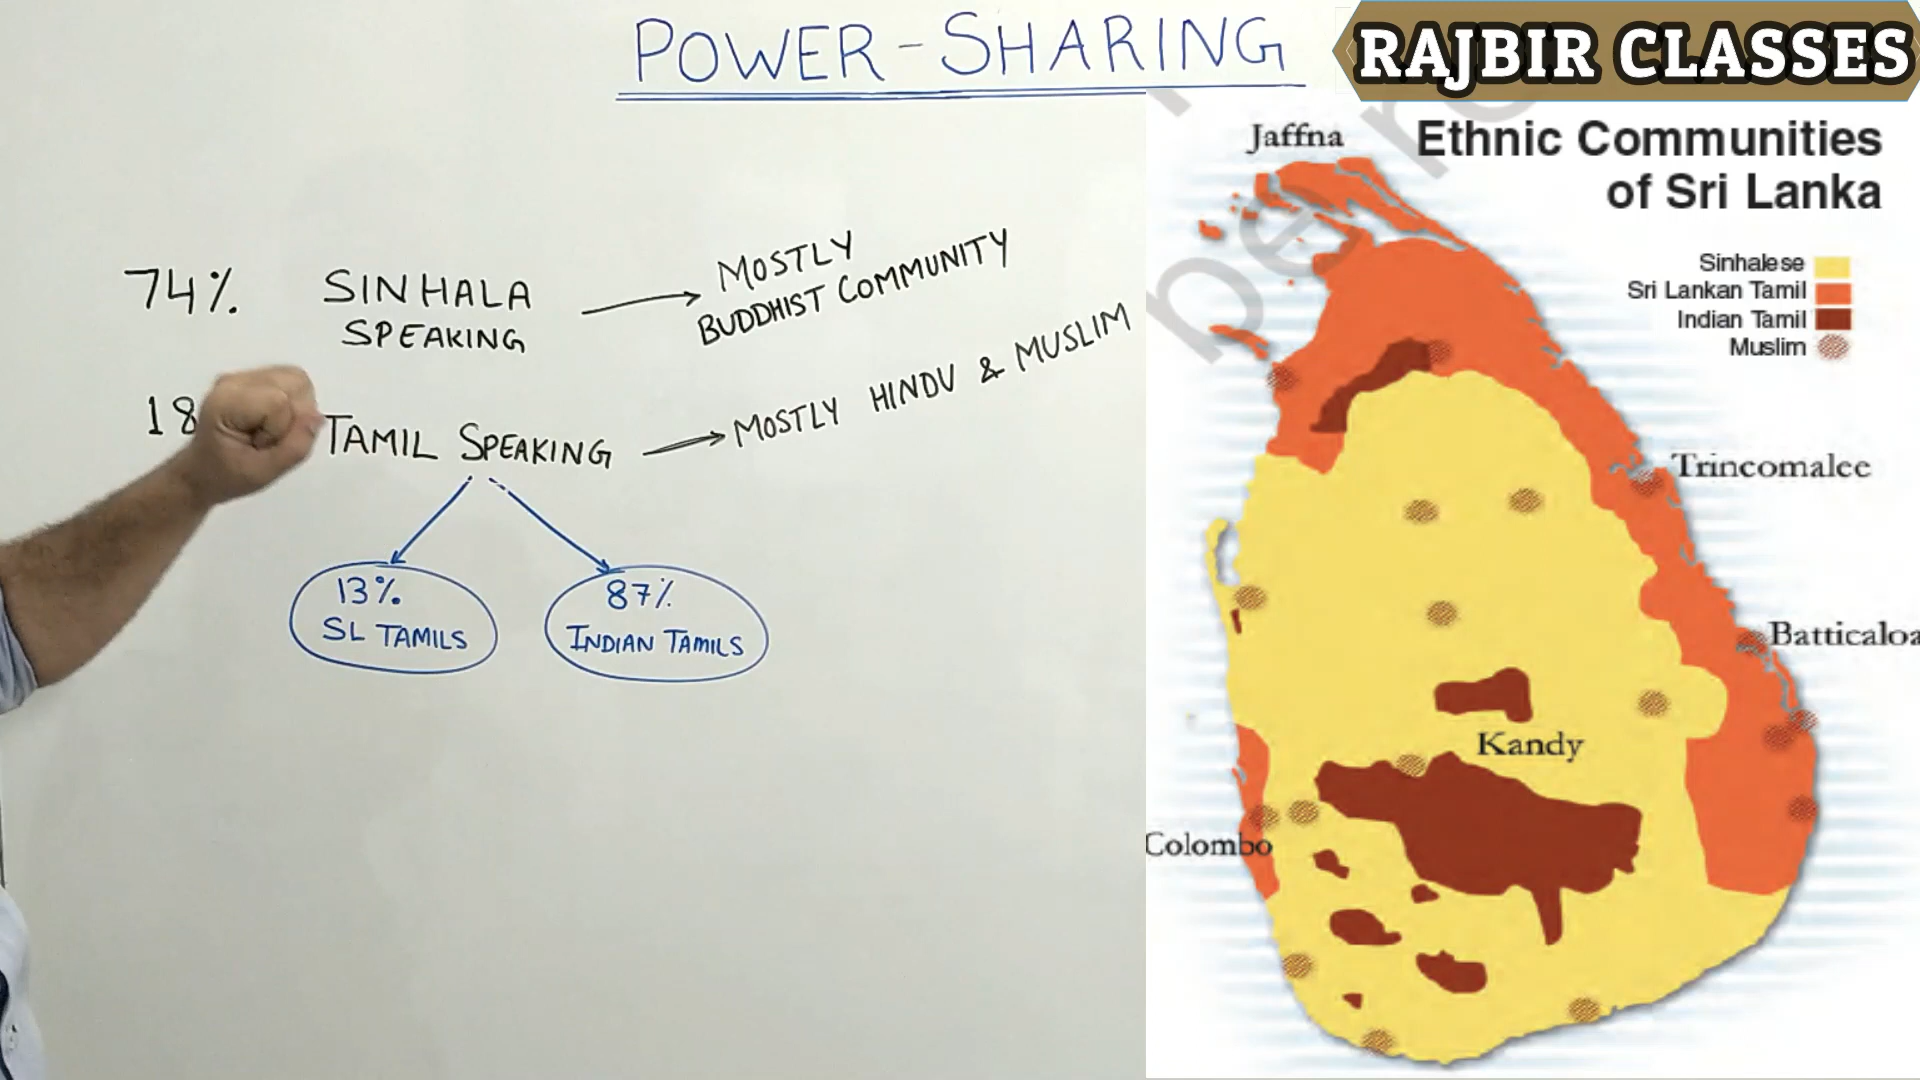 POWER-SHARING
RAJBIR CLASSES
74% SINHALA SPEAKING → MOSTLY BUDDHIST COMMUNITY
18 TAMIL SPEAKING → MOSTLY HINDU & MUSLIM
13%
SL TAMILS
87%
INDIAN TAMILS
Ethnic Communities
of Sri Lanka
Sinhalese
Sri Lankan Tamil
Indian Tamil
Muslim
Jaffna
Trincomalee
Batticaloa
Kandy
Colombo